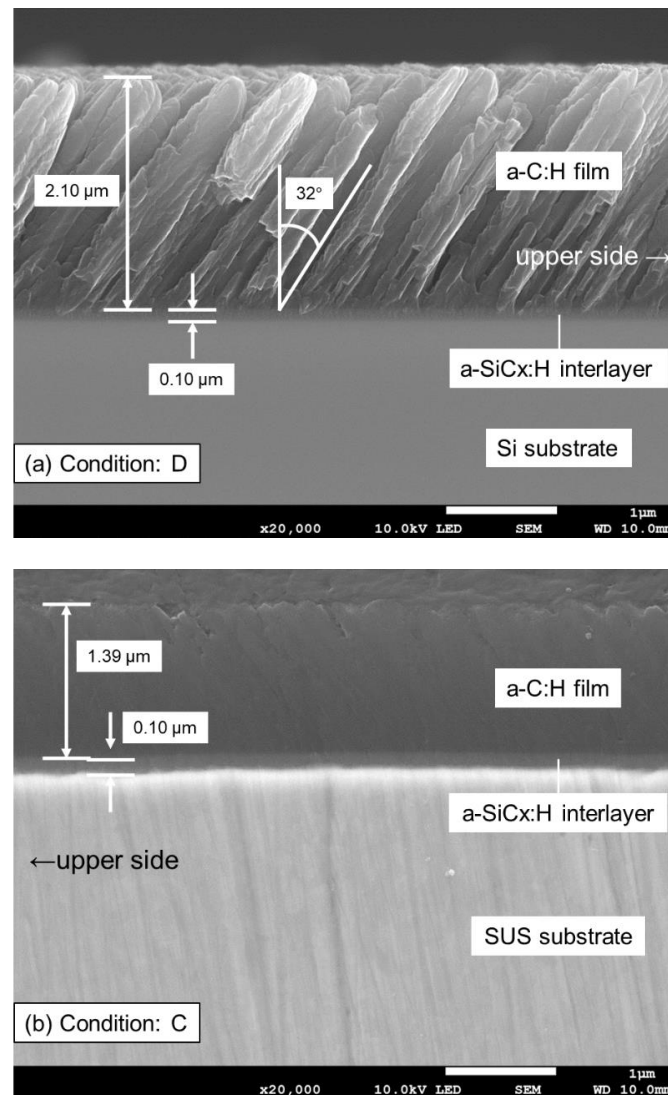 2.10 µm
32°
a-C:H film
upper side →
0.10 µm
a-SiCx:H interlayer
Si substrate
(a) Condition: D
1µm
x20,000 10.0kV LED SEM WD 10.0mm
1.39 µm
a-C:H film
0.10 µm
a-SiCx:H interlayer
←upper side
SUS substrate
(b) Condition: C
1µm
x20,000 10.0kV LED SEM WD 10.0mm